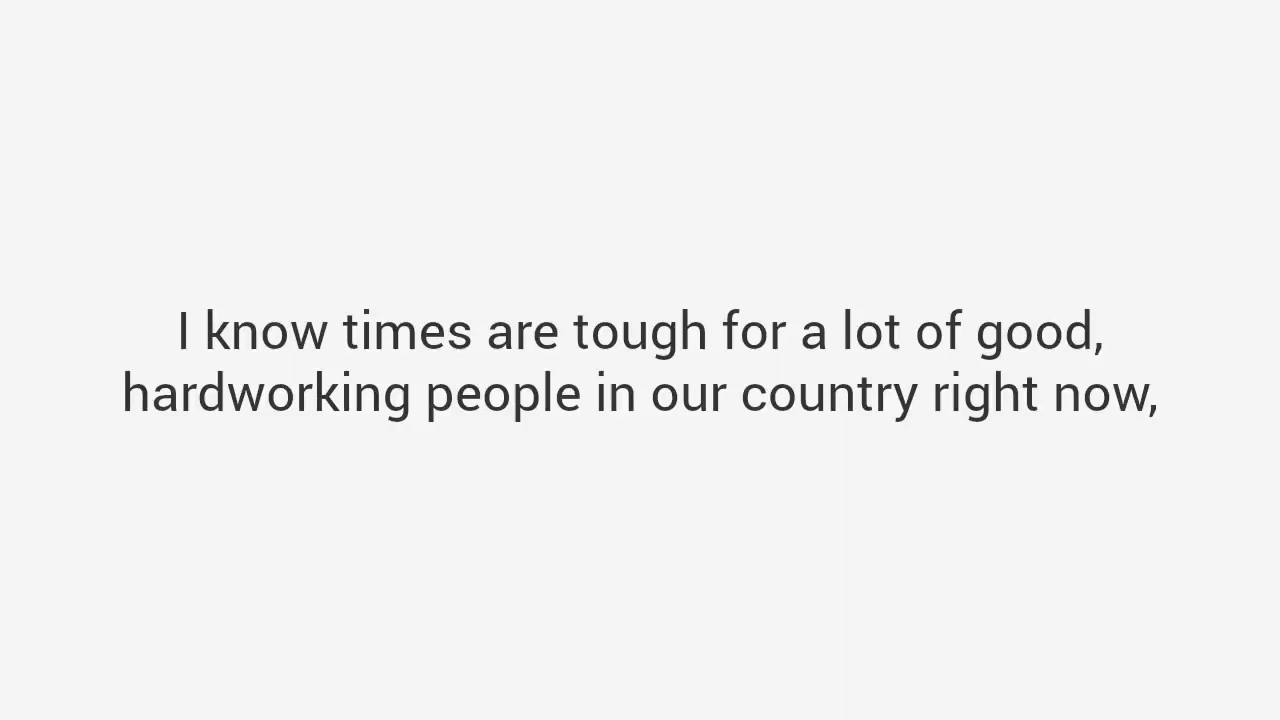 I know times are tough for a lot of good,
hardworking people in our country right now,